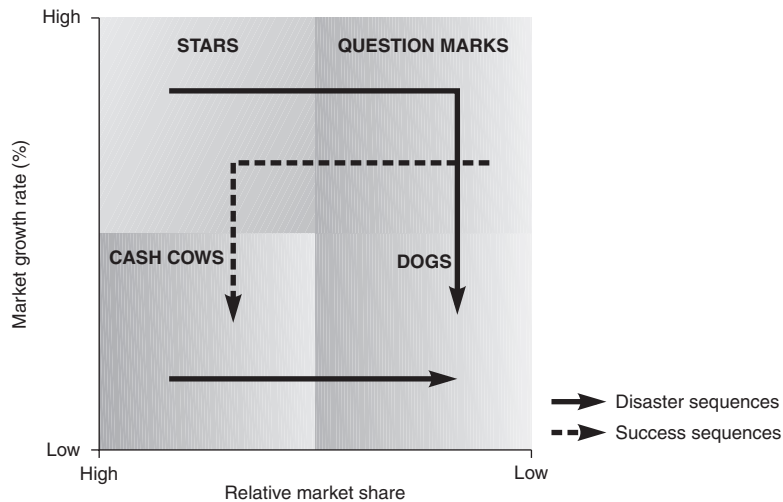 High
STARS
QUESTION MARKS
Market growth rate (%)
CASH COWS
DOGS
Low
High
Low
Relative market share
Disaster sequences
Success sequences